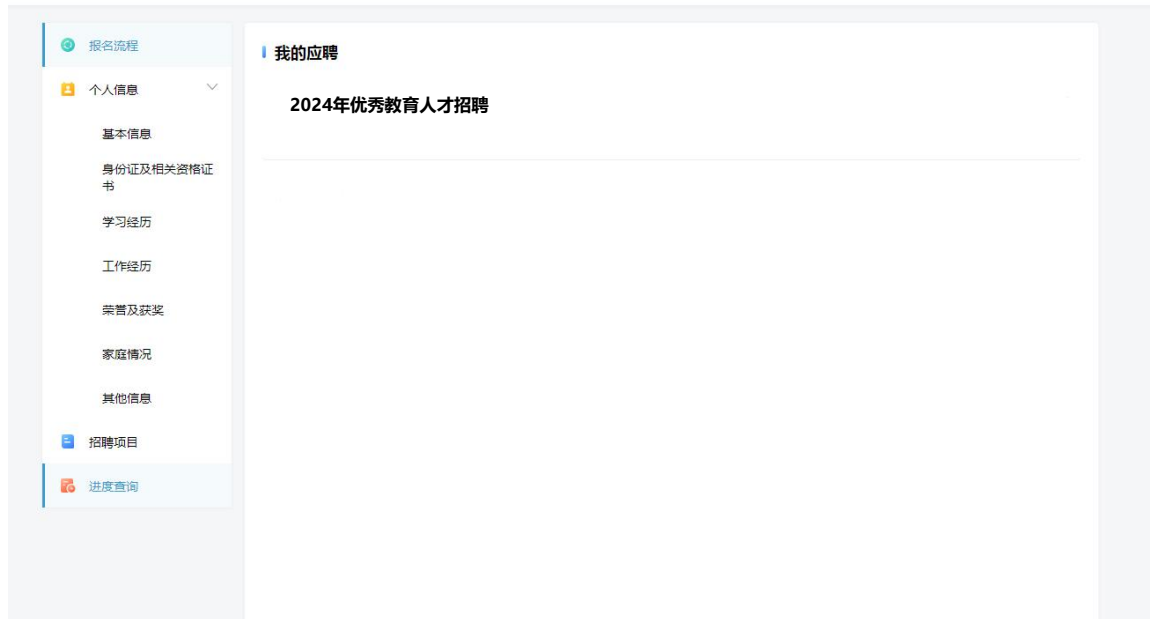 报名流程
个人信息
基本信息
身份证及相关资格证
书
学习经历
工作经历
荣誉及获奖
家庭情况
其他信息
招聘项目
进度查询
我的应聘
2024年优秀教育人才招聘